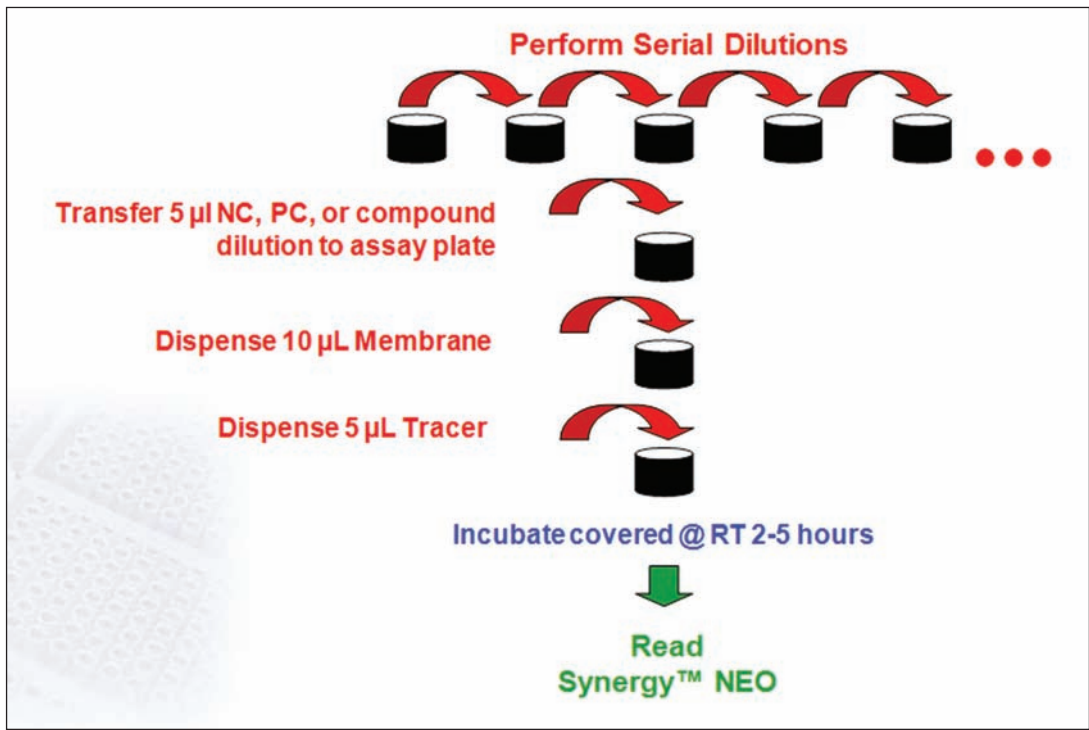 Perform Serial Dilutions
Transfer 5 µl NC, PC, or compound
dilution to assay plate
Dispense 10 µL Membrane
Dispense 5 µL Tracer
Incubate covered @ RT 2-5 hours
Read
Synergy™ NEO